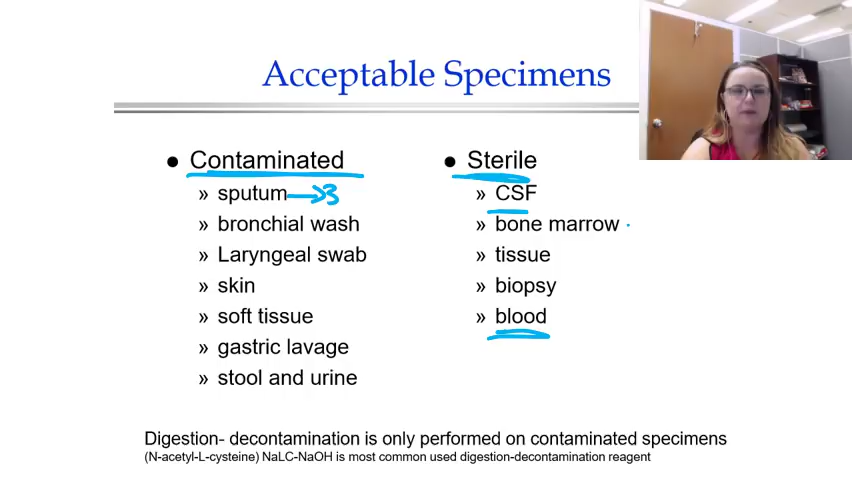 Acceptable Specimens
● Contaminated
» sputum →3
» bronchial wash
» Laryngeal swab
» skin
» soft tissue
» gastric lavage
» stool and urine
● Sterile
» CSF
» bone marrow
» tissue
» biopsy
» blood
Digestion- decontamination is only performed on contaminated specimens
(N-acetyl-L-cysteine) NaLC-NaOH is most common used digestion-decontamination reagent